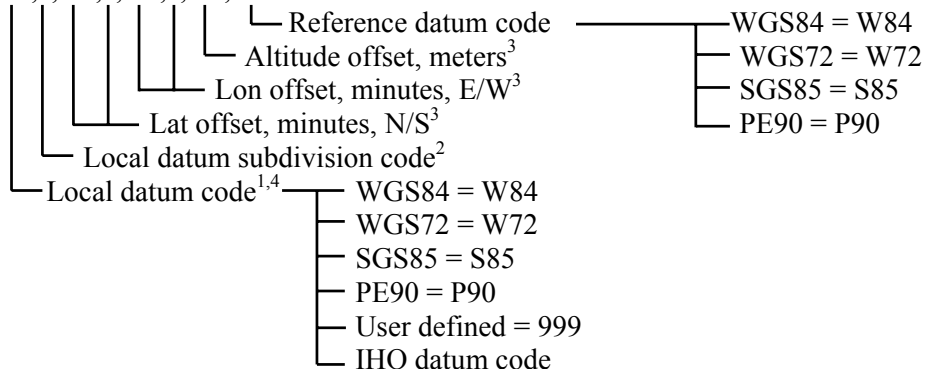 Reference datum code WGS84 = W84
Altitude offset, meters3 WGS72 = W72
Lon offset, minutes, E/W3 SGS85 = S85
Lat offset, minutes, N/S3 PE90 = P90
Local datum subdivision code2
Local datum code1,4 WGS84 = W84
WGS72 = W72
SGS85 = S85
PE90 = P90
User defined = 999
IHO datum code